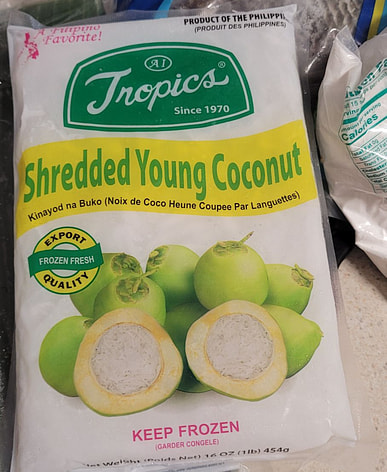 A Filipino
Favorite!
PRODUCT OF THE PHILIPPI
(PRODUIT DES PHILIPPINES)
RI
Tropics®
Since 1970
Shredded Young Coconut
Kinayod na Buko (Noix de Coco Heune Coupee Par Languettes)
EXPORT
FROZEN FRESH
QUALITY
KEEP FROZEN
(GARDER CONGELE)
Net Weight (Poids Net) 16 OZ (1lb) 454g
Calories